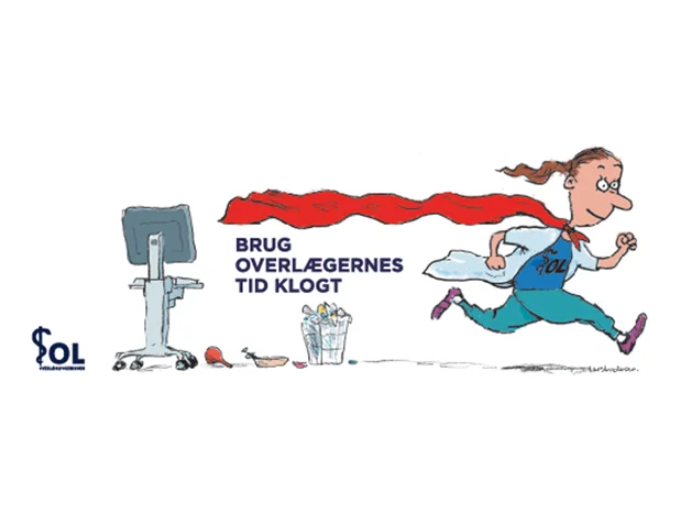 BRUG
OVERLÆGERNES
TID KLOGT
OL
OL